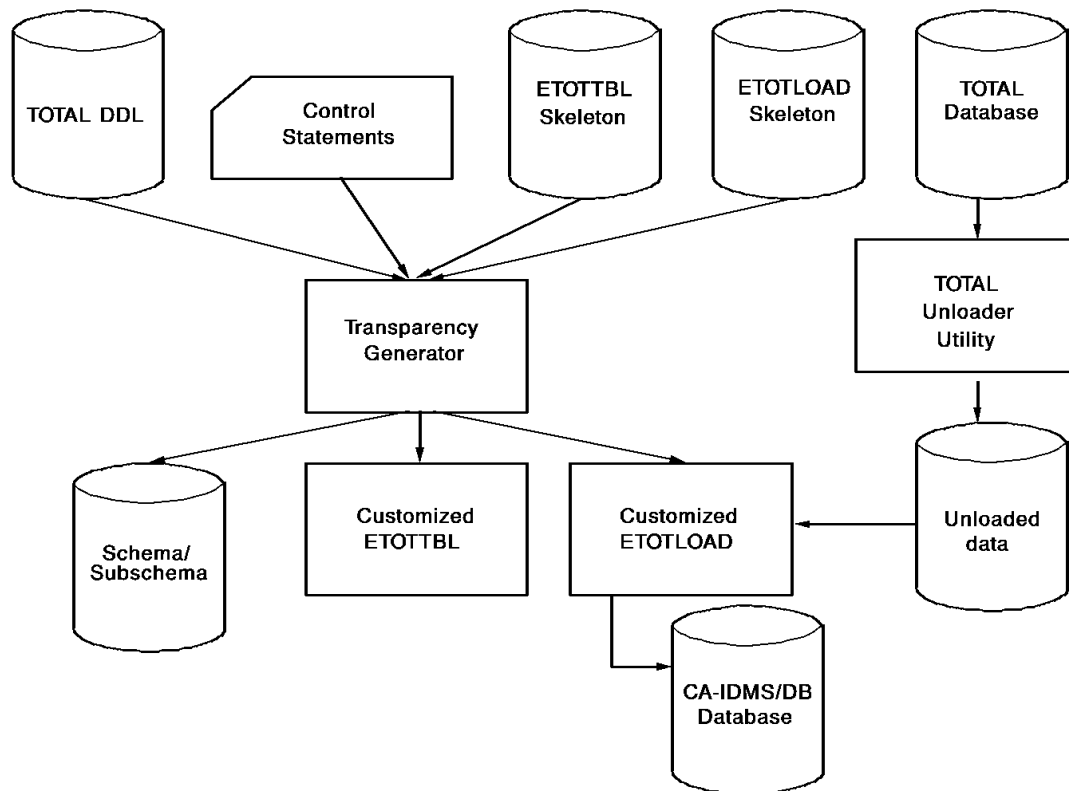 TOTAL DDL
Control
Statements
ETOTTBL
Skeleton
ETOTLOAD
Skeleton
TOTAL
Database
Transparency
Generator
TOTAL
Unloader
Utility
Schema/
Subschema
Customized
ETOTTBL
Customized
ETOTLOAD
Unloaded
data
CA-IDMS/DB
Database